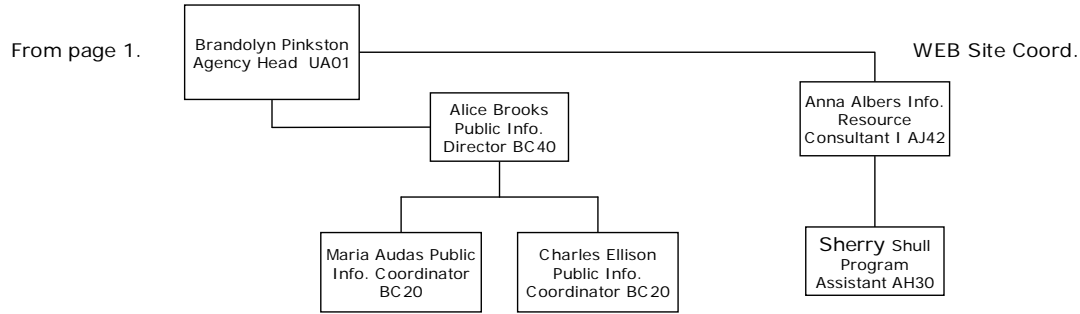 From page 1.
Brandolyn Pinkston
Agency Head UA01
WEB Site Coord.
Alice Brooks
Public Info.
Director BC40
Anna Albers Info.
Resource
Consultant I AJ42
Maria Audas Public
Info. Coordinator
BC20
Charles Ellison
Public Info.
Coordinator BC20
Sherry Shull
Program
Assistant AH30